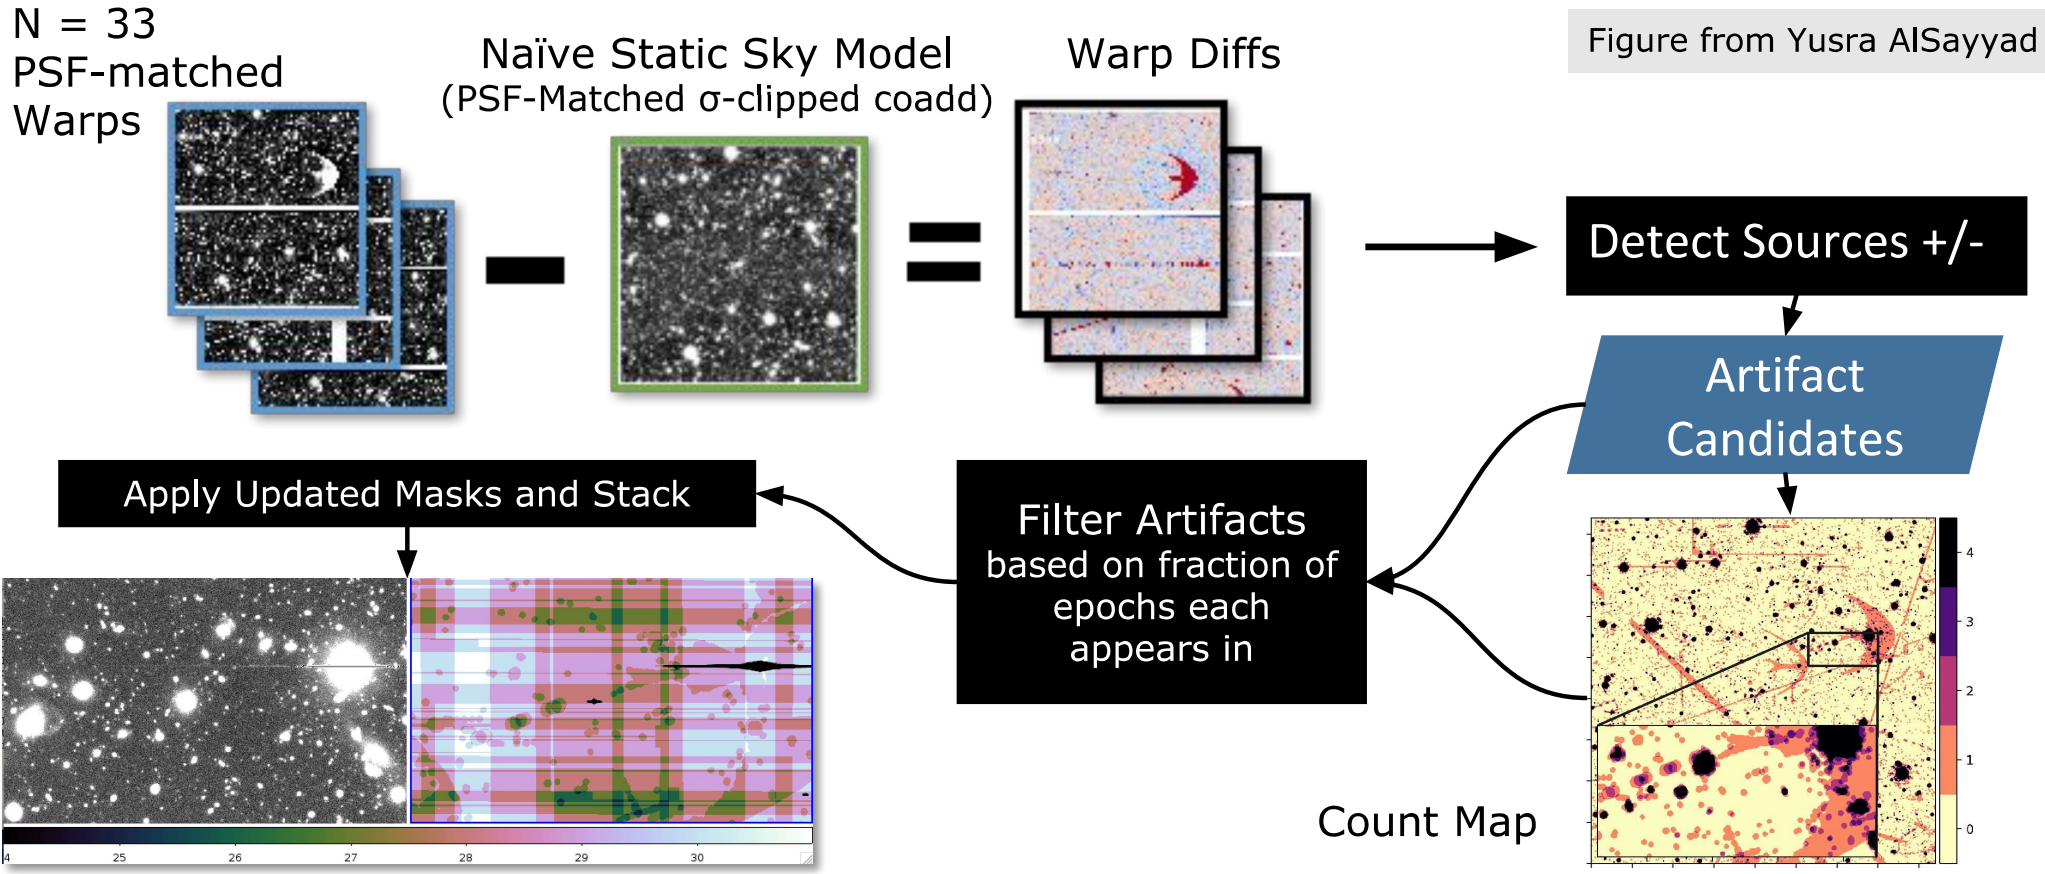 N = 33
PSF-matched
Warps
Naïve Static Sky Model
(PSF-Matched σ-clipped coadd)
Warp Diffs
Figure from Yusra AlSayyad
Detect Sources +/-
Artifact
Candidates
Apply Updated Masks and Stack
Filter Artifacts
based on fraction of
epochs each
appears in
4
3
2
1
0
Count Map
4 25 26 27 28 29 30